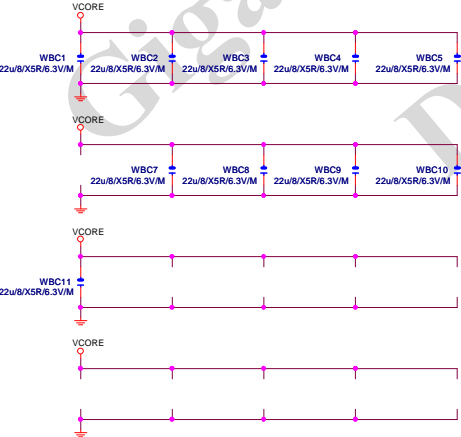 VCORE
WBC1 WBC2 WBC3 WBC4 WBC5
22u/8/X5R/6.3V/M 22u/8/X5R/6.3V/M 22u/8/X5R/6.3V/M 22u/8/X5R/6.3V/M 22u/8/X5R/6.3V/M
VCORE
WBC7 WBC8 WBC9 WBC10
22u/8/X5R/6.3V/M 22u/8/X5R/6.3V/M 22u/8/X5R/6.3V/M 22u/8/X5R/6.3V/M
VCORE
WBC11
22u/8/X5R/6.3V/M
VCORE
Giga